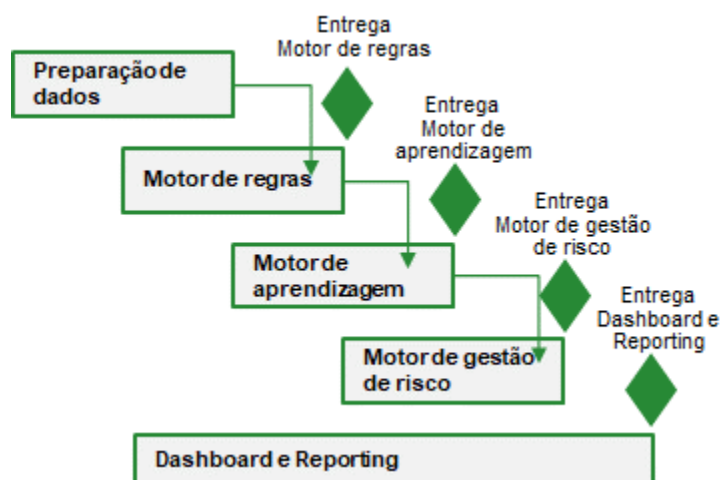 Entrega
Motor de regras
Preparação de
dados
Entrega
Motor de
aprendizagem
Motor de regras
Entrega
Motor de gestão
de risco
Motor de
aprendizagem
Entrega
Dashboard e
Reporting
Motor de gestão
de risco
Dashboard e Reporting